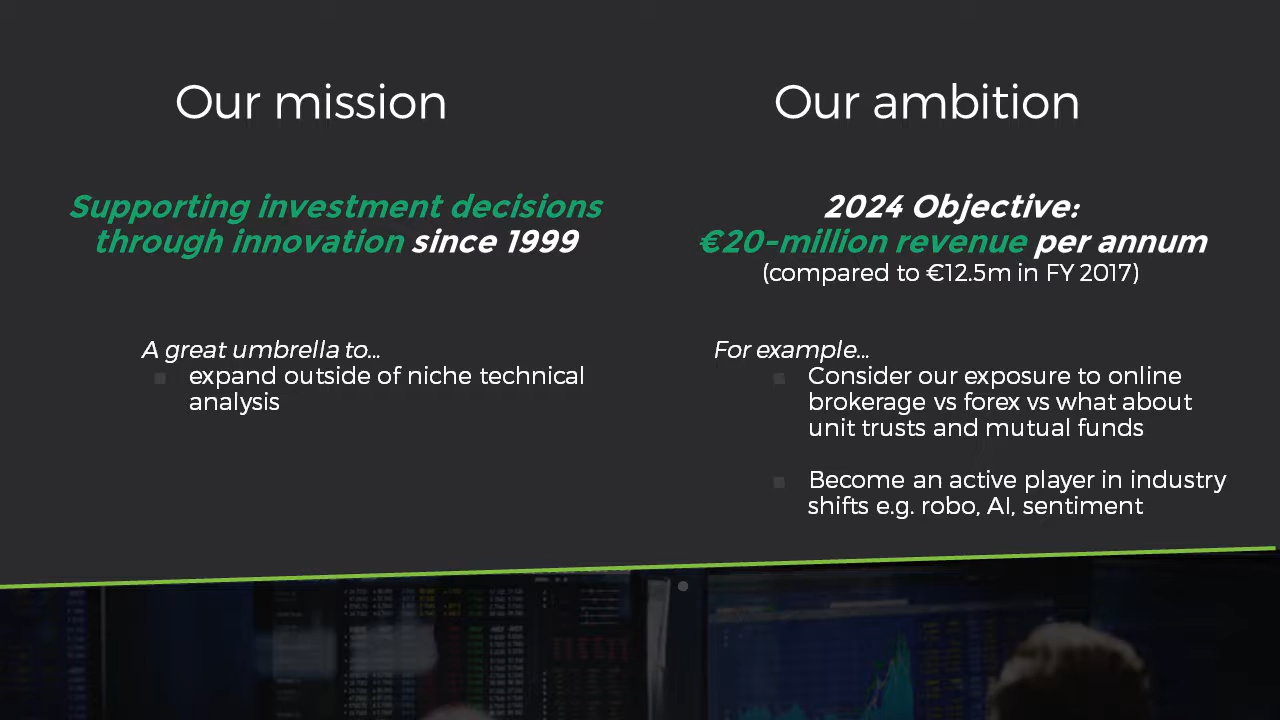 Our mission
Supporting investment decisions
through innovation since 1999
A great umbrella to...
expand outside of niche technical
analysis
Our ambition
2024 Objective:
€20-million revenue per annum
(compared to €12.5m in FY 2017)
For example...
Consider our exposure to online
brokerage vs forex vs what about
unit trusts and mutual funds
Become an active player in industry
shifts e.g. robo, AI, sentiment